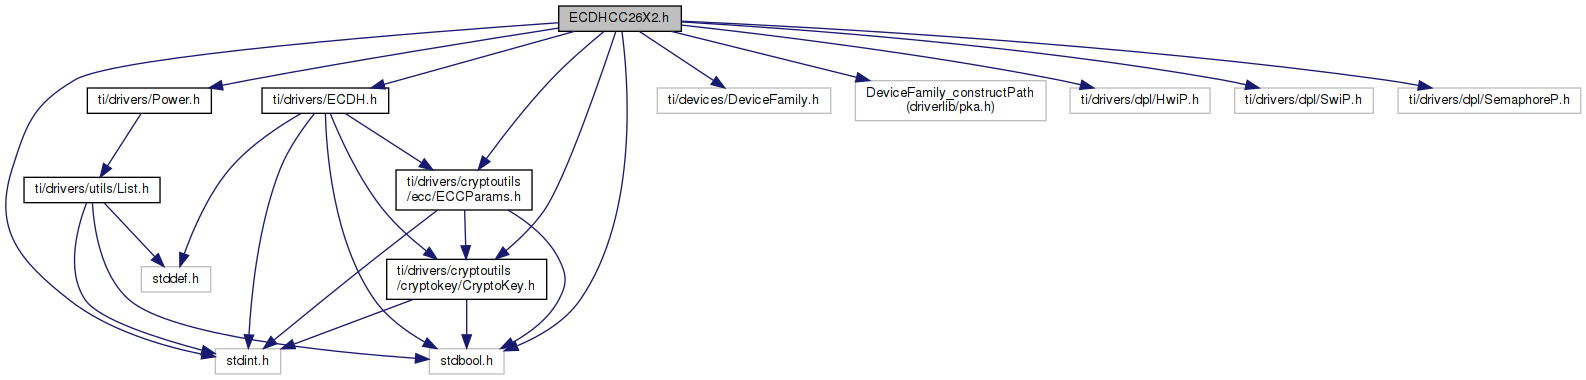 ECDHCC26X2.h
ti/drivers/Power.h
ti/drivers/ECDH.h
ti/devices/DeviceFamily.h
DeviceFamily_constructPath
(driverlib/pka.h)
ti/drivers/dpl/HwiP.h
ti/drivers/dpl/SwiP.h
ti/drivers/dpl/SemaphoreP.h
ti/drivers/utils/List.h
ti/drivers/cryptoutils
/ecc/ECCParams.h
stddef.h
ti/drivers/cryptoutils
/cryptokey/CryptoKey.h
stdint.h
stdbool.h